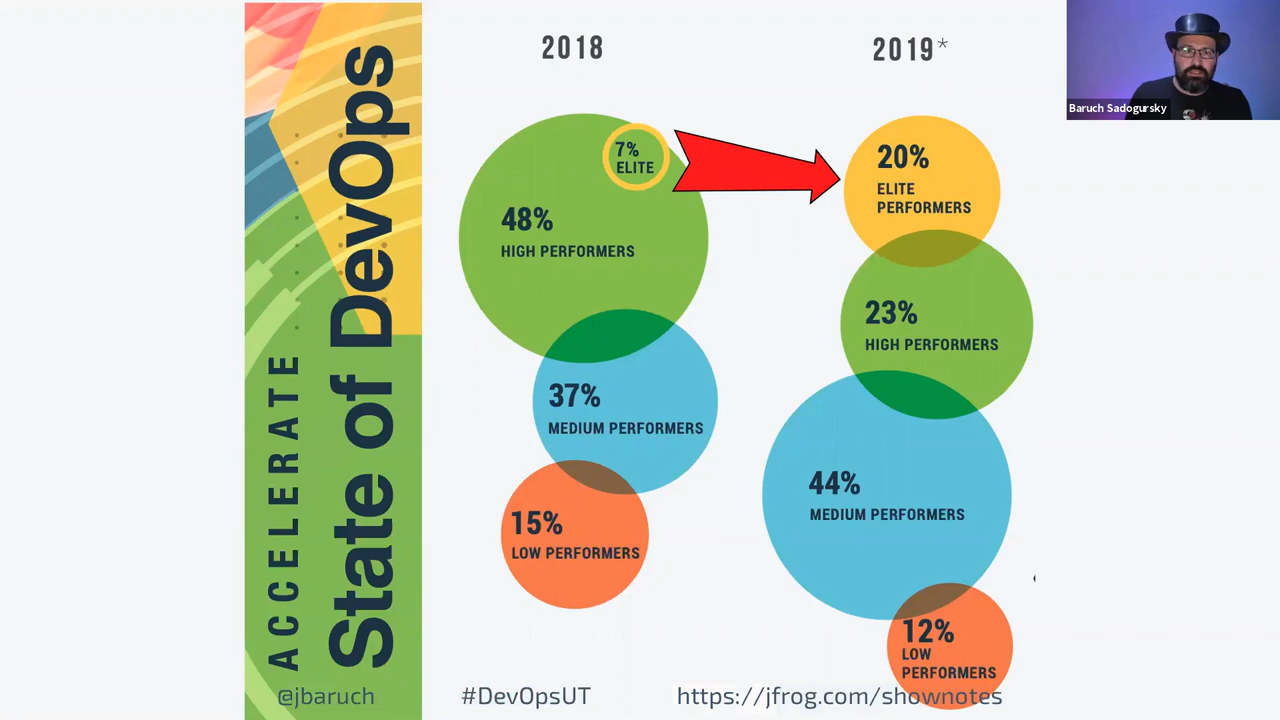 ACCELERATE
State of DevOps
2018
7%
ELITE
48%
HIGH PERFORMERS
37%
MEDIUM PERFORMERS
15%
LOW PERFORMERS
2019*
20%
ELITE
PERFORMERS
23%
HIGH PERFORMERS
44%
MEDIUM PERFORMERS
12%
LOW
PERFORMERS
Baruch Sadogursky
@jbaruch
#DevOpsUT
https://jfrog.com/shownotes